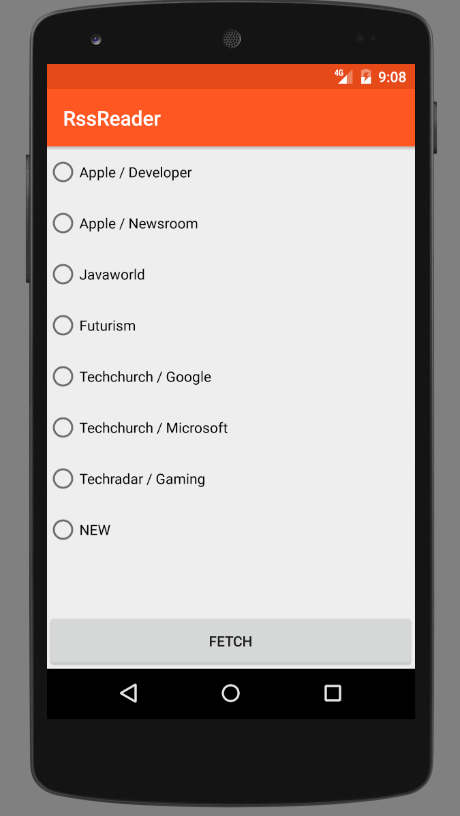 4G 9:08
RssReader
Apple / Developer
Apple / Newsroom
Javaworld
Futurism
Techchurch / Google
Techchurch / Microsoft
Techradar / Gaming
NEW
FETCH